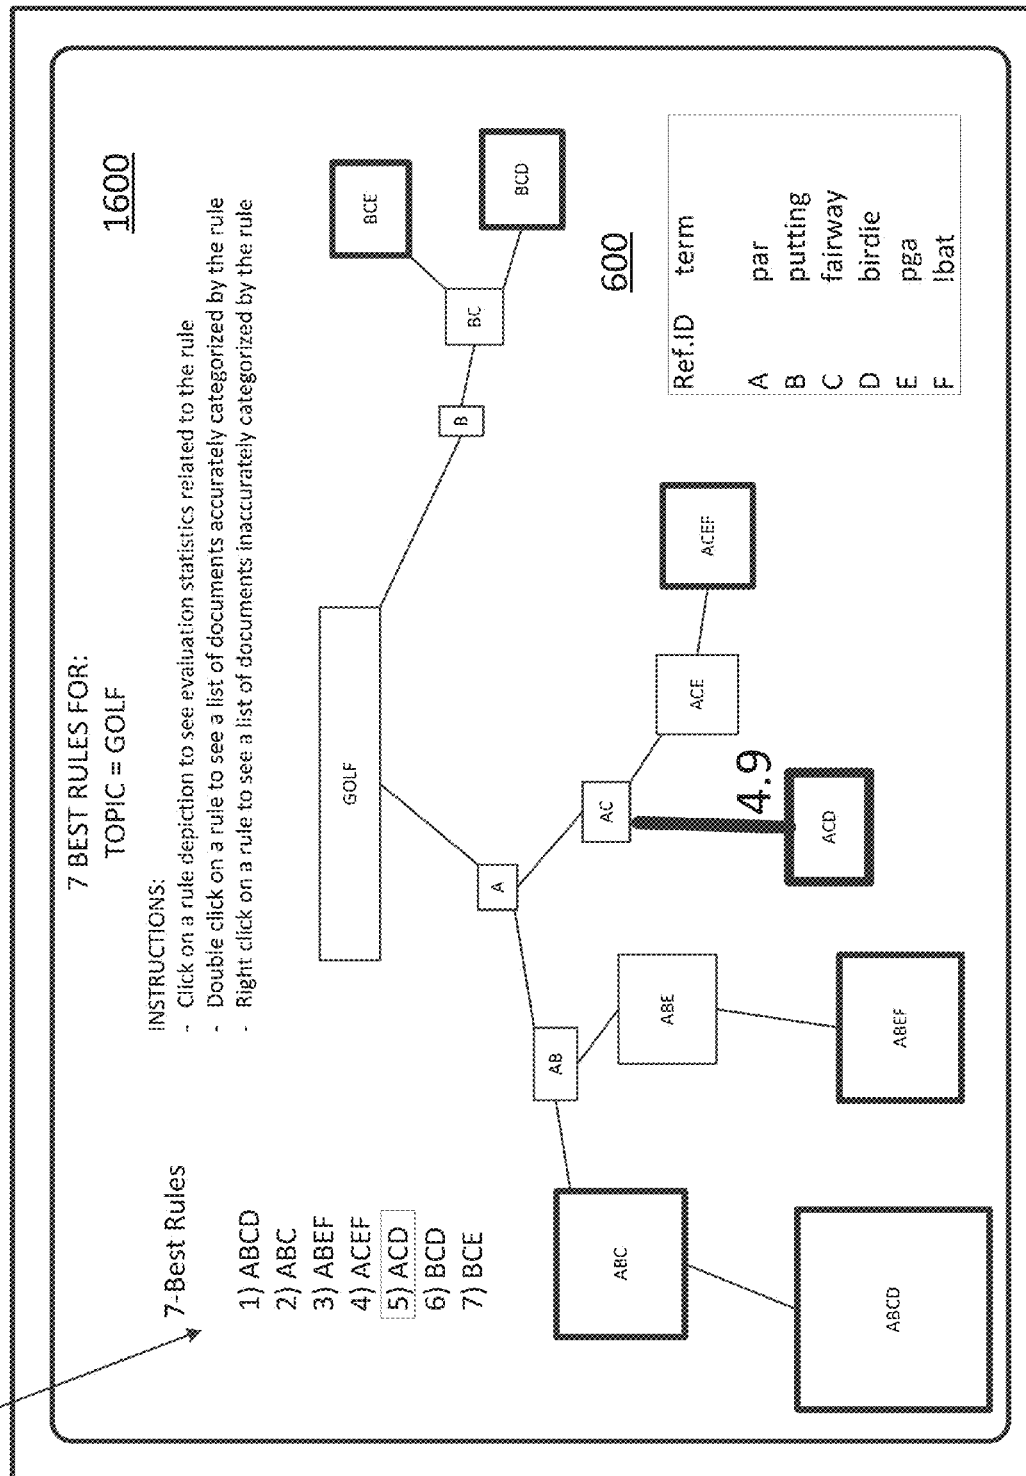 7 BEST RULES FOR:
TOPIC = GOLF
1600
INSTRUCTIONS:
- Click on a rule depiction to see evaluation statistics related to the rule
- Double click on a rule to see a list of documents accurately categorized by the rule
- Right click on a rule to see a list of documents inaccurately categorized by the rule
7-Best Rules
1) ABCD
2) ABC
3) ABEF
4) ACEF
5) ACD
6) BCD
7) BCE
GOLF
BCE
B
BC
BCD
A
AB
AC
ABC
ABE
ACE
ACEF
4.9
ABCD
ABEF
ACD
600
Ref.ID term
A par
B putting
C fairway
D birdie
E pga
F !bat